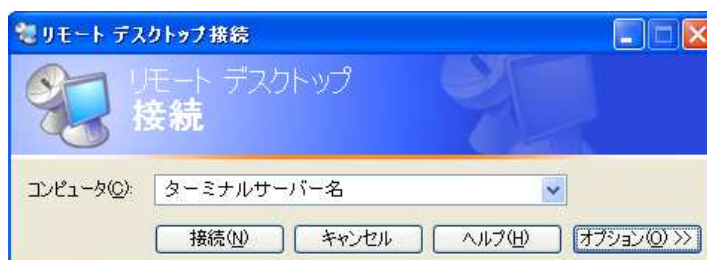 リモート デスクトップ接続
リモート デスクトップ
接続
コンピュータ(C): ターミナルサーバー名
接続(N) キャンセル ヘルプ(H) オプション(O) >>